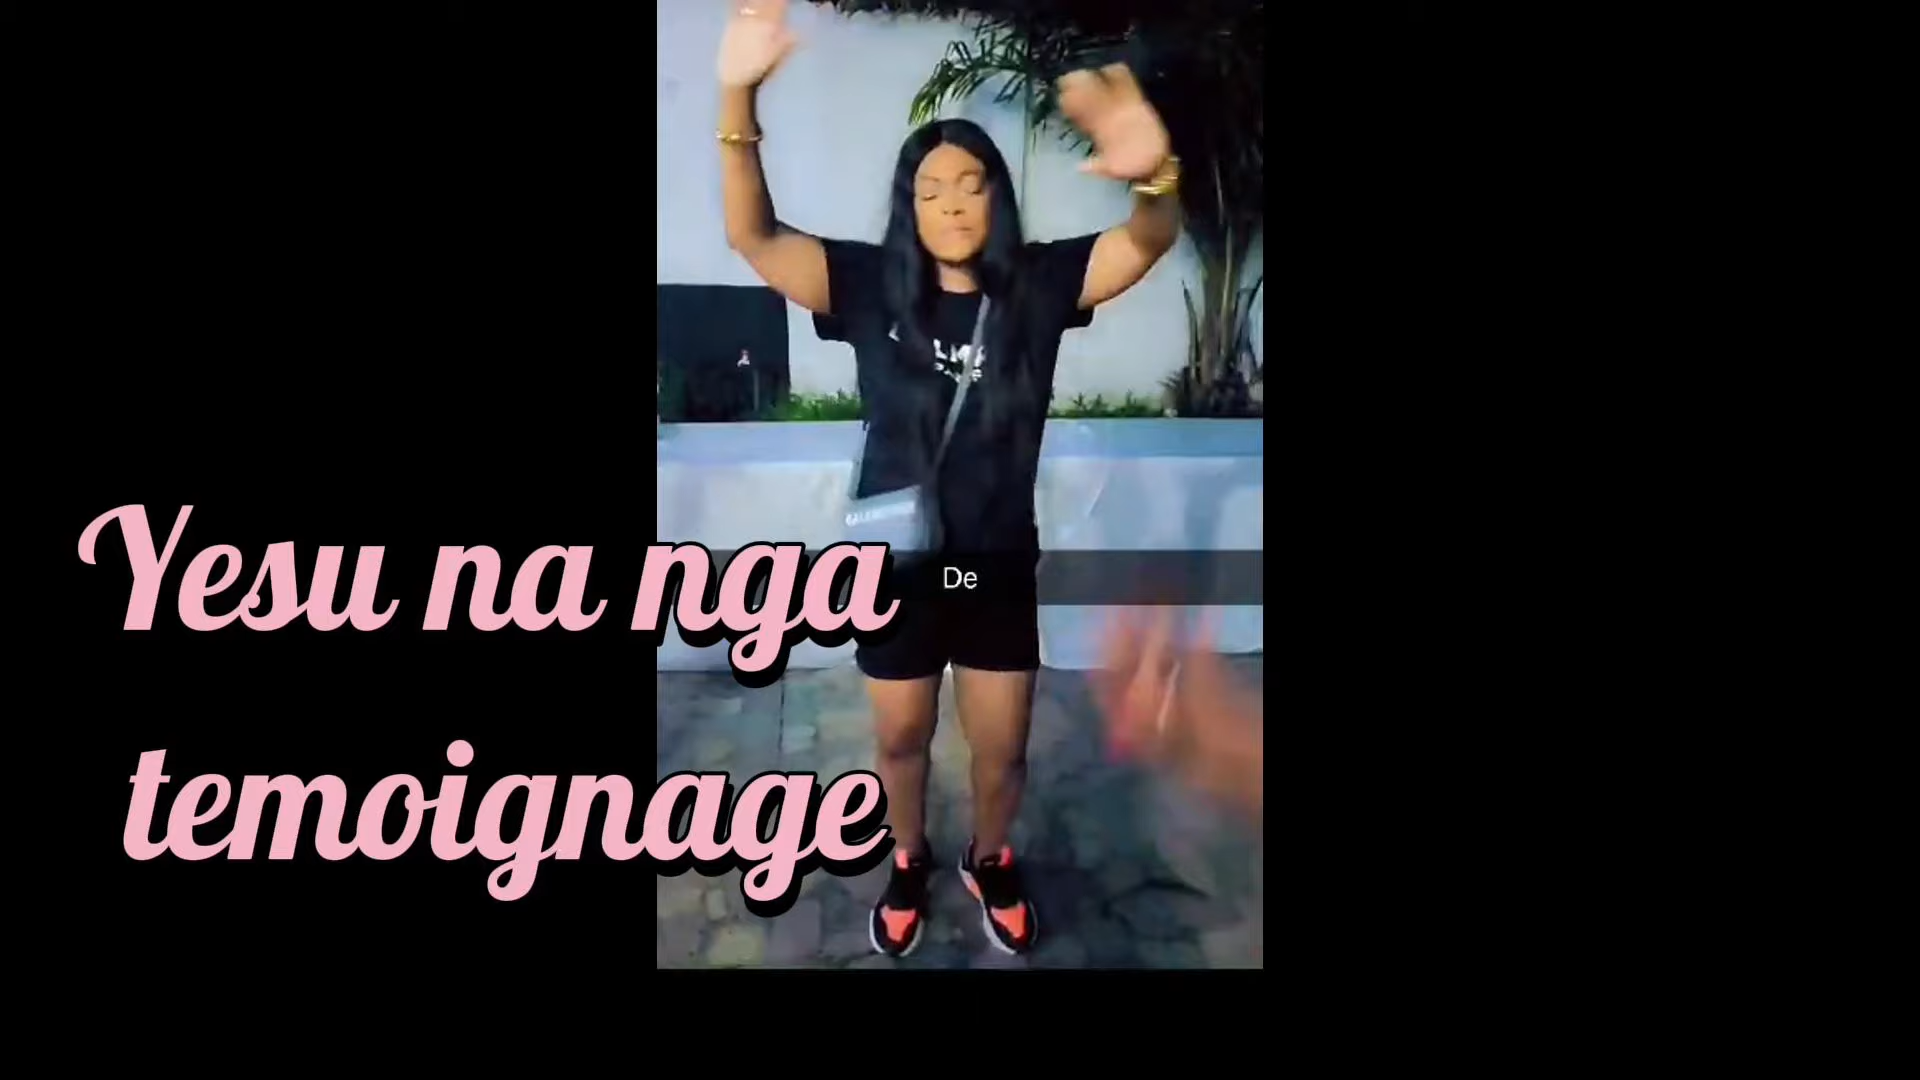 Yesu na nga
De
temoignage